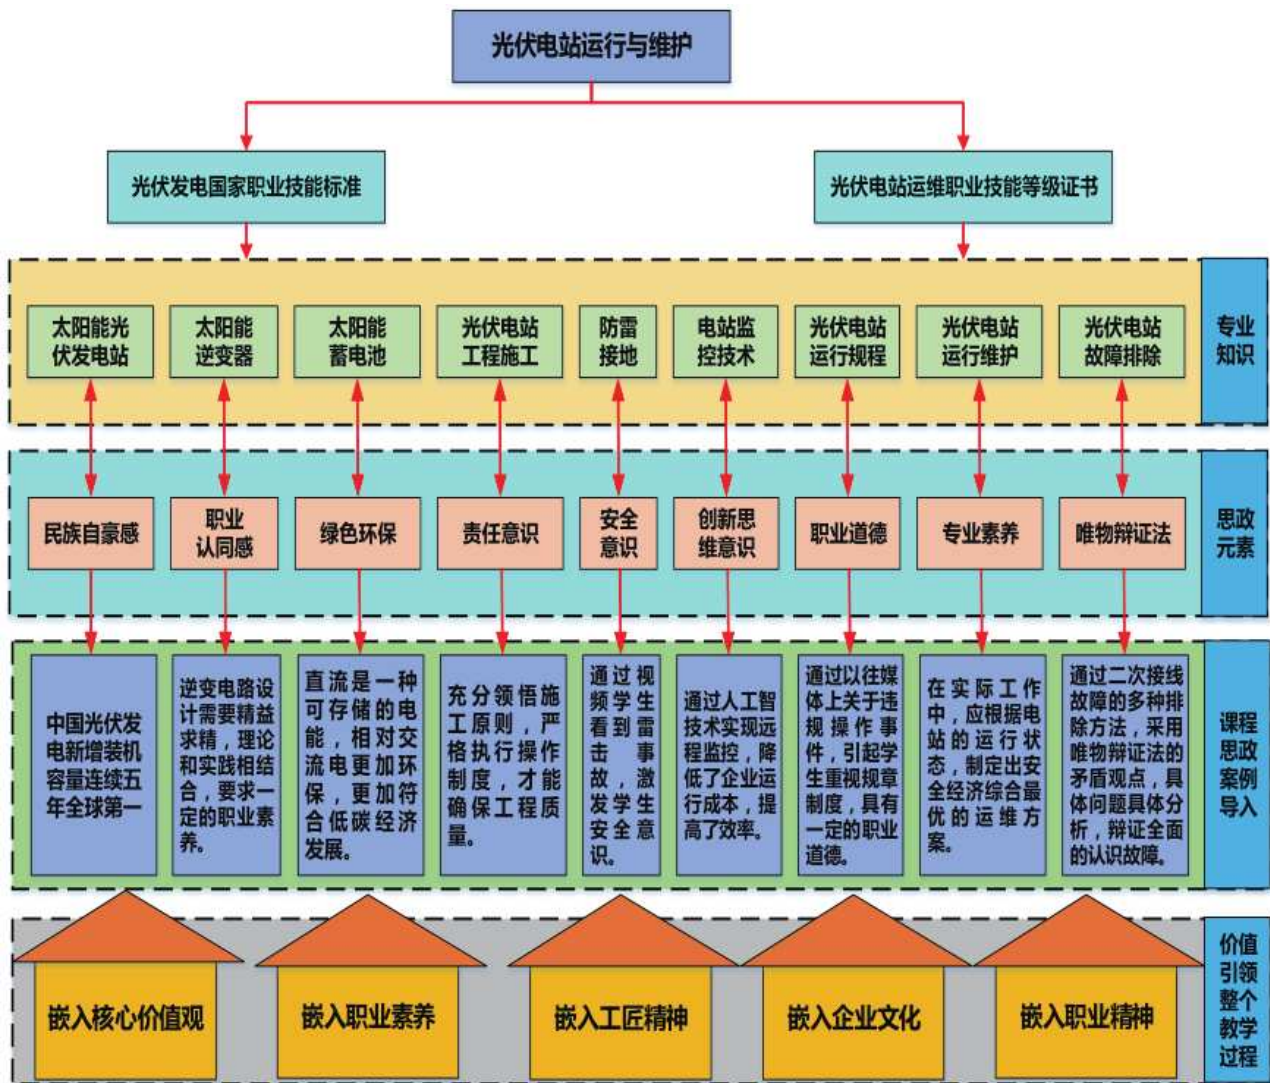 光伏电站运行与维护
光伏发电国家职业技能标准
光伏电站运维职业技能等级证书
太阳能光
伏发电站
太阳能
逆变器
太阳能
蓄电池
光伏电站
工程施工
防雷
接地
电站监
控技术
光伏电站
运行规程
光伏电站
运行维护
光伏电站
故障排除
专业
知识
民族自豪感
职业
认同感
绿色环保
责任意识
安全
意识
创新思
维意识
职业道德
专业素养
唯物辩证法
思政
元素
中国光伏发
电新增装机
容量连续五
年全球第一
逆变电路设
计需要精益
求精，理论
和实践相结
合，要求一
定的职业素
养。
直流是一种
可存储的电
能，相对交
流电更加环
保，更加符
合低碳经济
发展。
充分领悟施
工原则，严
格执行操作
制度，才能
确保工程质
量。
通过视
频学生
看到雷
击事
故，激
发学生
安全意
识。
通过人工智
技术实现远
程监控，降
低了企业运
行成本，提
高了效率。
通过以往媒
体上关于违
规操作事
件，引起学
生重视规章
制度，具有
一定的职业
道德。
在实际工作
中，应根据电
站的运行状
态，制定出安
全经济综合最
优的运维方
案。
通过二次接线
故障的多种排
除方法，采用
唯物辩证法的
矛盾观点，具
体问题具体分
析，辩证全面
的认识故障。
课程
思政
案例
导入
嵌入核心价值观
嵌入职业素养
嵌入工匠精神
嵌入企业文化
嵌入职业精神
价值
引领
整个
教学
过程